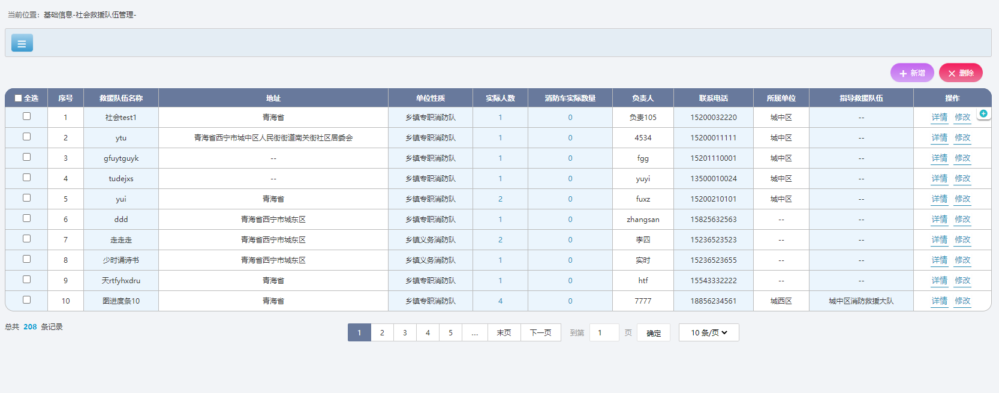 当前位置：基础信息-社会救援队伍管理-
新增 删除
全选 序号 救援队伍名称 地址 单位性质 实际人数 消防车实际数量 负责人 联系电话 所属单位 指导救援队伍 操作
1 社会test1 青海省 乡镇专职消防队 1 0 负责105 15200032220 城中区 -- 详情 修改
2 ytu 青海省西宁市城中区人民街街道南关街社区居委会 乡镇专职消防队 1 0 4534 15200011111 城中区 -- 详情 修改
3 gfuytguyk -- 乡镇专职消防队 1 0 fgg 15201110001 城中区 -- 详情 修改
4 tudejxs -- 乡镇专职消防队 1 0 yuyi 13500010024 城中区 -- 详情 修改
5 yui 青海省 乡镇专职消防队 2 0 fuxz 15200210101 城中区 -- 详情 修改
6 ddd 青海省西宁市城东区 乡镇专职消防队 1 0 zhangsan 15825632563 -- -- 详情 修改
7 走走走 青海省西宁市城东区 乡镇义务消防队 2 0 李四 15236523523 -- -- 详情 修改
8 少时诵诗书 青海省西宁市城东区 乡镇义务消防队 1 0 实时 15236523655 -- -- 详情 修改
9 天rtfyhxdru 青海省 乡镇专职消防队 1 0 htf 15543332222 -- -- 详情 修改
10 图进度条10 青海省 乡镇专职消防队 4 0 7777 18856234561 城西区 城中区消防救援大队 详情 修改
总共 208 条记录
1 2 3 4 5 ... 末页 下一页 到第 1 页 确定 10 条/页